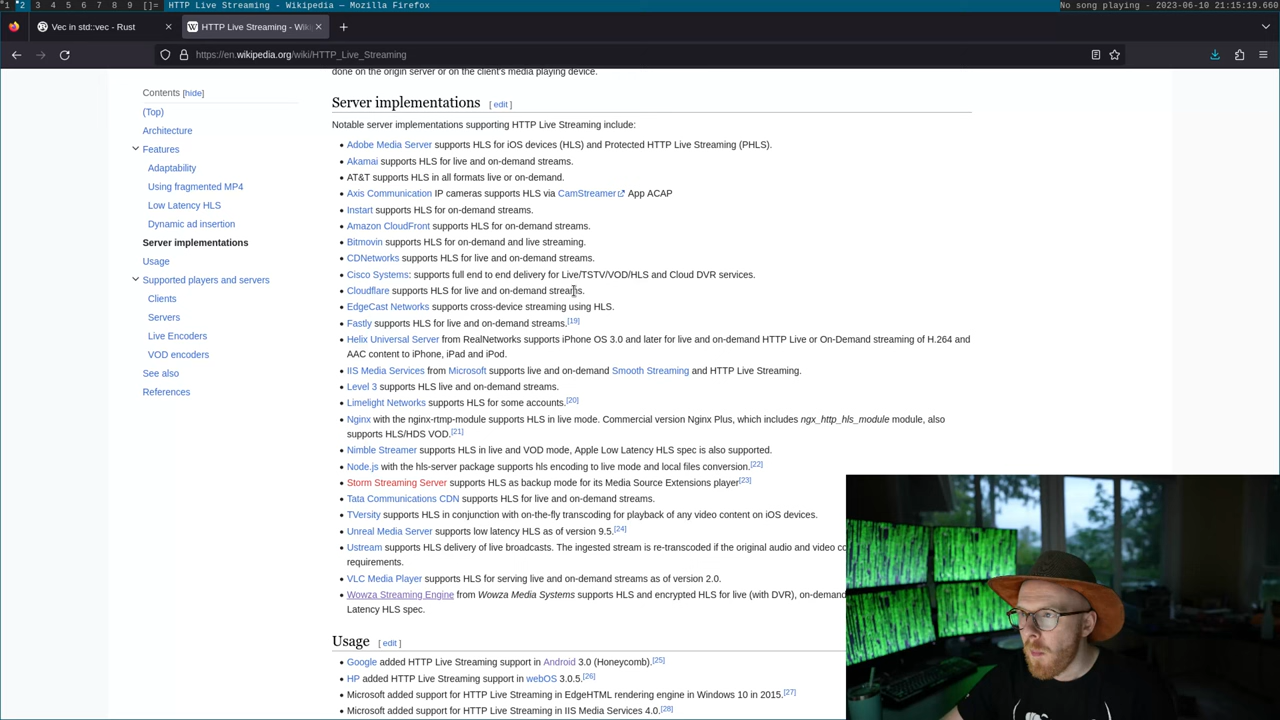 1 2 3 4 5 6 7 8 9 []= HTTP Live Streaming - Wikipedia — Mozilla Firefox No song playing - 2023-06-10 21:15:19.660
Vec in std::vec - Rust HTTP Live Streaming - Wiki
https://en.wikipedia.org/wiki/HTTP_Live_Streaming
done on the origin server or on the client's media playing device.
Contents [hide]
(Top)
Architecture
Features
Adaptability
Using fragmented MP4
Low Latency HLS
Dynamic ad insertion
Server implementations
Usage
Supported players and servers
Clients
Servers
Live Encoders
VOD encoders
See also
References
Server implementations [ edit ]
Notable server implementations supporting HTTP Live Streaming include:
• Adobe Media Server supports HLS for iOS devices (HLS) and Protected HTTP Live Streaming (PHLS).
• Akamai supports HLS for live and on-demand streams.
• AT&T supports HLS in all formats live or on-demand.
• Axis Communication IP cameras supports HLS via CamStreamer App ACAP
• Instart supports HLS for on-demand streams.
• Amazon CloudFront supports HLS for on-demand streams.
• Bitmovin supports HLS for on-demand and live streaming.
• CDNetworks supports HLS for live and on-demand streams.
• Cisco Systems: supports full end to end delivery for Live/TSTV/VOD/HLS and Cloud DVR services.
• Cloudflare supports HLS for live and on-demand streams.
• EdgeCast Networks supports cross-device streaming using HLS.
• Fastly supports HLS for live and on-demand streams.[19]
• Helix Universal Server from RealNetworks supports iPhone OS 3.0 and later for live and on-demand HTTP Live or On-Demand streaming of H.264 and
AAC content to iPhone, iPad and iPod.
• IIS Media Services from Microsoft supports live and on-demand Smooth Streaming and HTTP Live Streaming.
• Level 3 supports HLS live and on-demand streams.
• Limelight Networks supports HLS for some accounts.[20]
• Nginx with the nginx-rtmp-module supports HLS in live mode. Commercial version Nginx Plus, which includes ngx_http_hls_module module, also
supports HLS/HDS VOD.[21]
• Nimble Streamer supports HLS in live and VOD mode, Apple Low Latency HLS spec is also supported.
• Node.js with the hls-server package supports hls encoding to live mode and local files conversion.[22]
• Storm Streaming Server supports HLS as backup mode for its Media Source Extensions player[23]
• Tata Communications CDN supports HLS for live and on-demand streams.
• TVersity supports HLS in conjunction with on-the-fly transcoding for playback of any video content on iOS devices.
• Unreal Media Server supports low latency HLS as of version 9.5.[24]
• Ustream supports HLS delivery of live broadcasts. The ingested stream is re-transcoded if the original audio and video co
requirements.
• VLC Media Player supports HLS for serving live and on-demand streams as of version 2.0.
• Wowza Streaming Engine from Wowza Media Systems supports HLS and encrypted HLS for live (with DVR), on-demand
Latency HLS spec.
Usage [ edit ]
• Google added HTTP Live Streaming support in Android 3.0 (Honeycomb).[25]
• HP added HTTP Live Streaming support in webOS 3.0.5.[26]
• Microsoft added support for HTTP Live Streaming in EdgeHTML rendering engine in Windows 10 in 2015.[27]
• Microsoft added support for HTTP Live Streaming in IIS Media Services 4.0.[28]